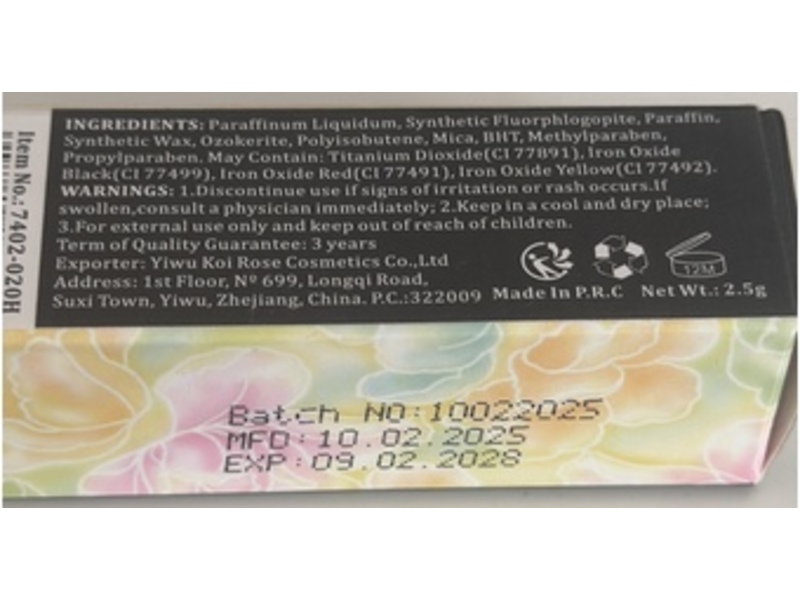 INGREDIENTS: Paraffinum Liquidum, Synthetic Fluorphlogopite, Paraffin,
Synthetic Wax, Ozokerite, Polyisobutene, Mica, BHT, Methylparaben,
Propylparaben. May Contain: Titanium Dioxide(CI 77891), Iron Oxide
Black(CI 77499), Iron Oxide Red(CI 77491), Iron Oxide Yellow(CI 77492).
WARNINGS: 1.Discontinue use if signs of irritation or rash occurs.If
swollen,consult a physician immediately; 2.Keep in a cool and dry place;
3.For external use only and keep out of reach of children.
Term of Quality Guarantee: 3 years
Exporter: Yiwu Koi Rose Cosmetics Co.,Ltd
Address: 1st Floor, Nº 699, Longqi Road,
Suxi Town, Yiwu, Zhejiang, China. P.C.:322009
12M
Made In P.R.C
Net Wt.: 2.5g
Item No.: 7402-020H
Batch NO:10022025
MFD:10.02.2025
EXP:09.02.2028